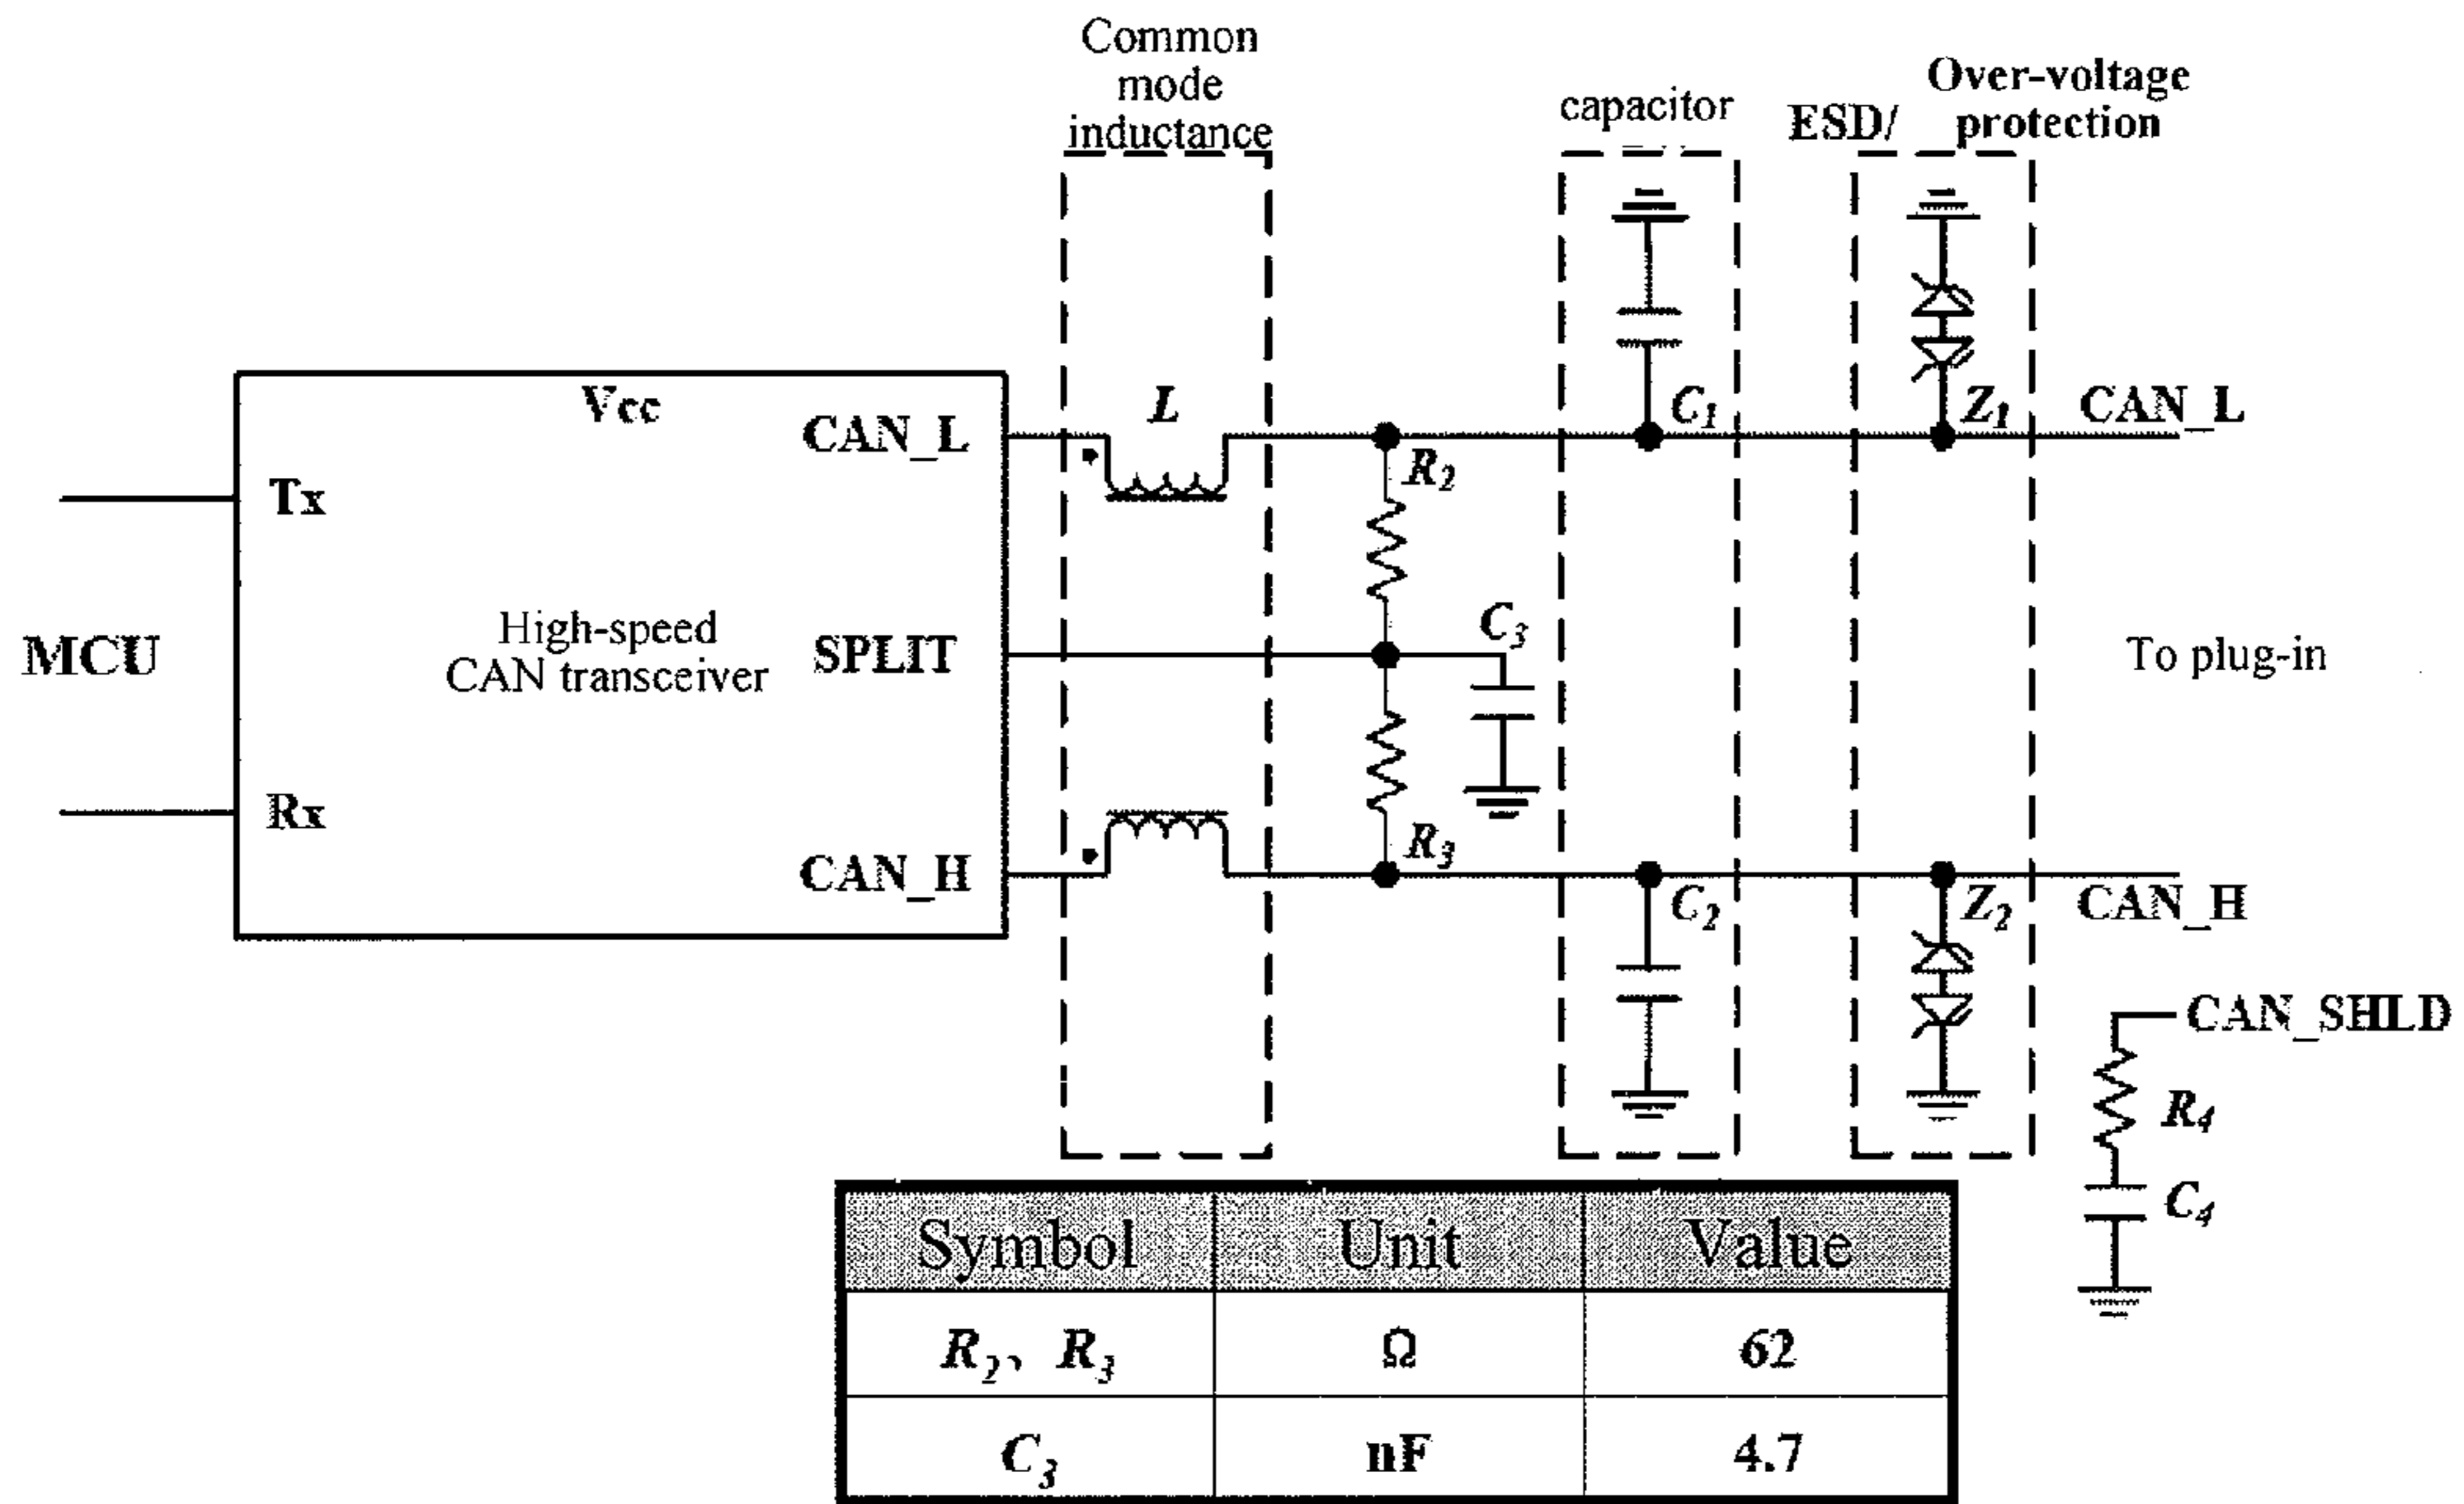 Common
mode
inductance
capacitor
ESD/
Over-voltage
protection
Vcc
CAN_L
L
C1
Z1
CAN_L
Tx
R2
MCU
High-speed
CAN transceiver
SPLIT
C3
To plug-in
Rx
CAN_H
R3
C2
Z2
CAN_H
CAN_SHLD
R4
C4
Symbol Unit Value
R2、 R3 Ω 62
C3 nF 4.7